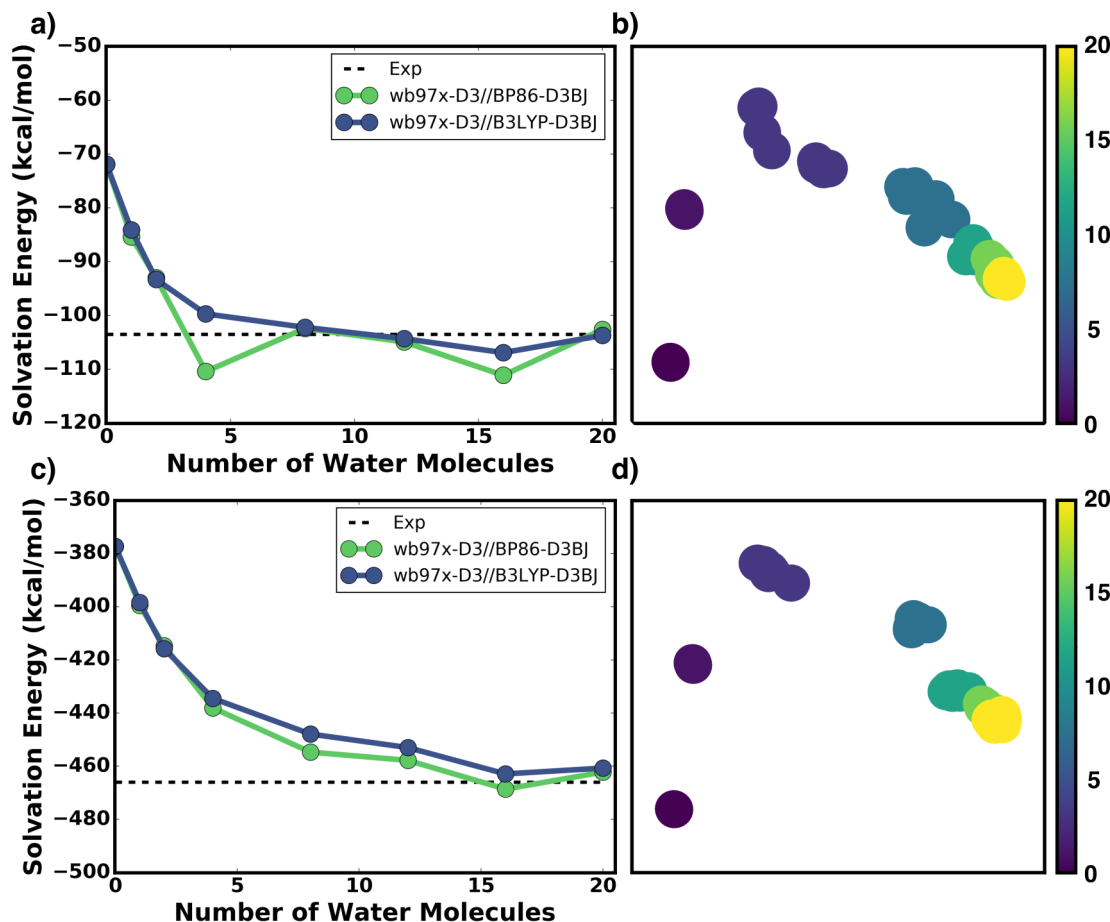 a)
Solvation Energy (kcal/mol)
−50
−60
−70
−80
−90
−100
−110
−120
0
5
10
15
20
Number of Water Molecules
Exp
wb97x-D3//BP86-D3BJ
wb97x-D3//B3LYP-D3BJ
b)
20
15
10
5
0
c)
Solvation Energy (kcal/mol)
−360
−380
−400
−420
−440
−460
−480
−500
0
5
10
15
20
Number of Water Molecules
Exp
wb97x-D3//BP86-D3BJ
wb97x-D3//B3LYP-D3BJ
d)
20
15
10
5
0